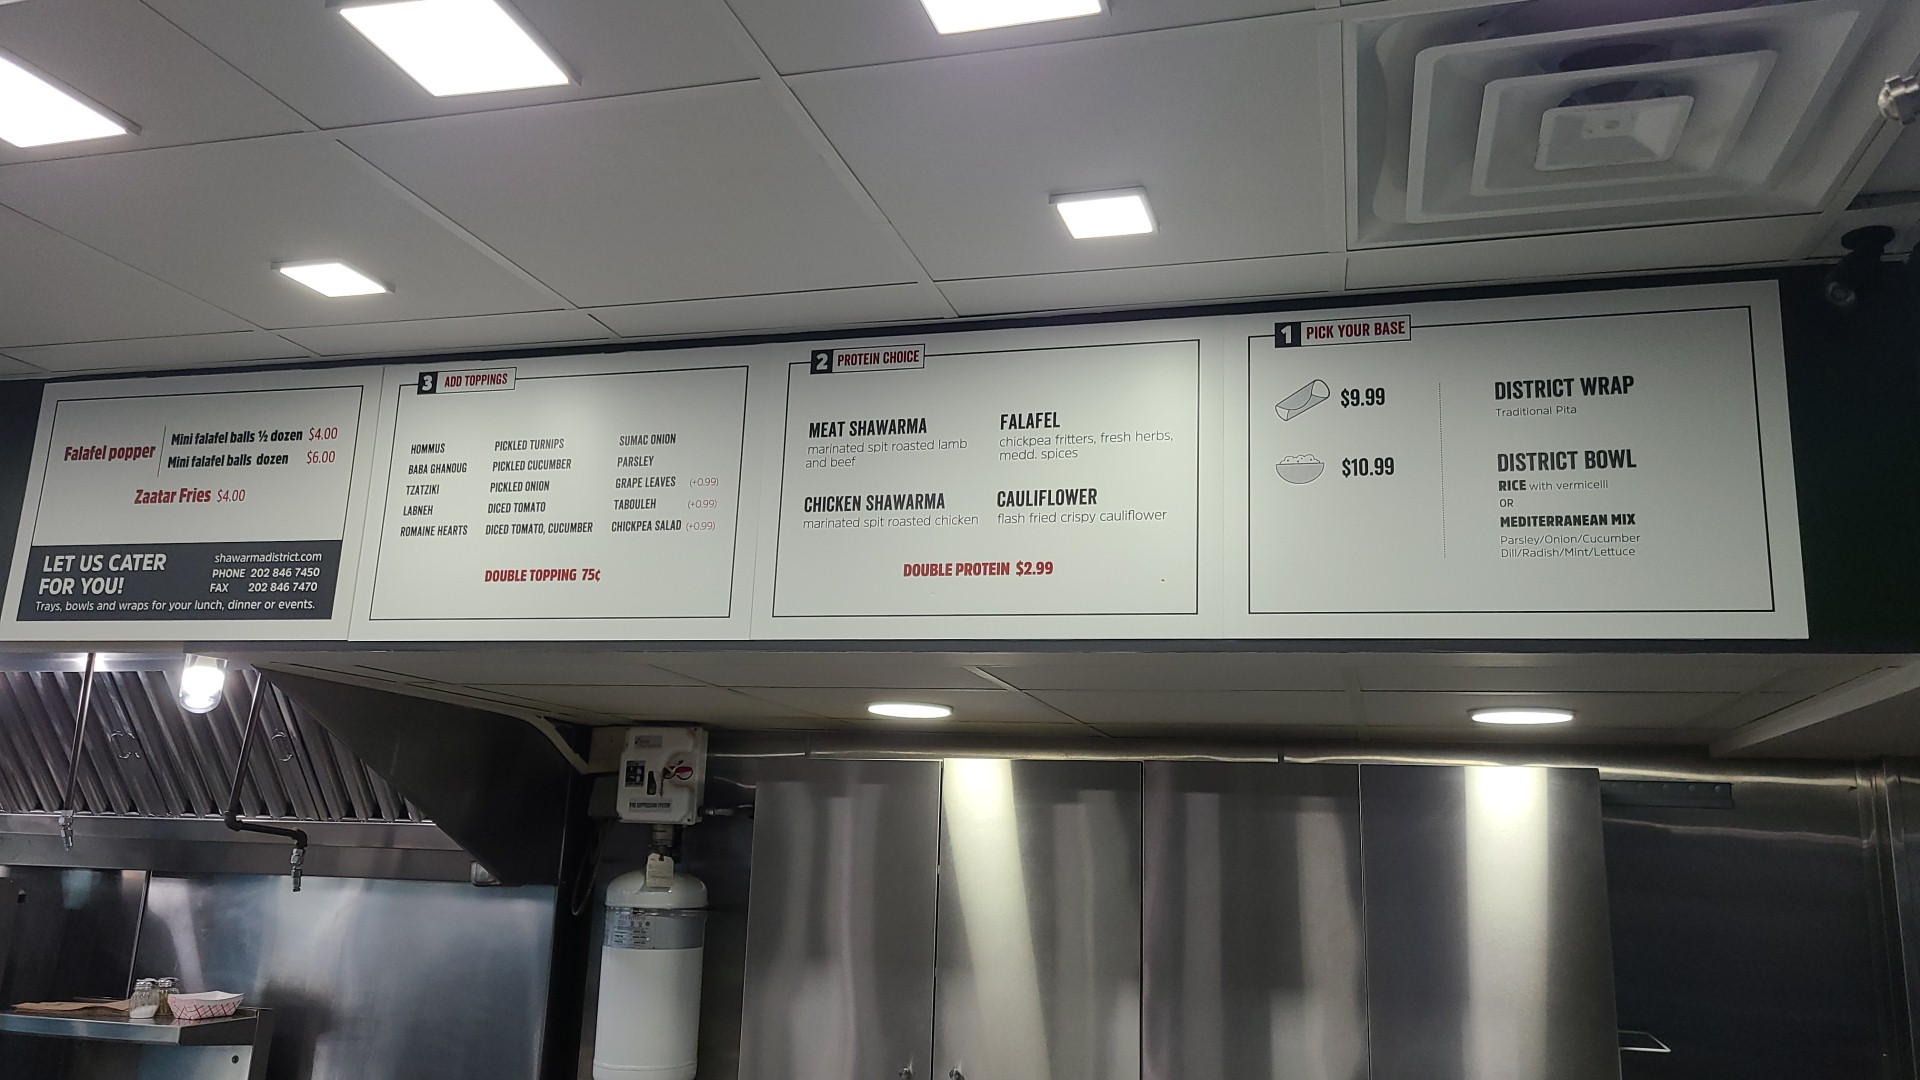 Falafel popper
Mini falafel balls ½ dozen $4.00
Mini falafel balls dozen $6.00
Zaatar Fries $4.00
LET US CATER
FOR YOU!
shawarmadistrict.com
PHONE 202 846 7450
FAX 202 846 7470
Trays, bowls and wraps for your lunch, dinner or events.
3 ADD TOPPINGS
HOMMUS
BABA GHANOUG
TZATZIKI
LABNEH
ROMAINE HEARTS
PICKLED TURNIPS
PICKLED CUCUMBER
PICKLED ONION
DICED TOMATO
DICED TOMATO, CUCUMBER
SUMAC ONION
PARSLEY
GRAPE LEAVES (+0.99)
TABOULEH (+0.99)
CHICKPEA SALAD (+0.99)
DOUBLE TOPPING 75¢
2 PROTEIN CHOICE
MEAT SHAWARMA
marinated spit roasted lamb
and beef
CHICKEN SHAWARMA
marinated spit roasted chicken
FALAFEL
chickpea fritters, fresh herbs,
medd. spices
CAULIFLOWER
flash fried crispy cauliflower
DOUBLE PROTEIN $2.99
1 PICK YOUR BASE
$9.99
$10.99
DISTRICT WRAP
Traditional Pita
DISTRICT BOWL
RICE with vermicelli
OR
MEDITERRANEAN MIX
Parsley/Onion/Cucumber
Dill/Radish/Mint/Lettuce